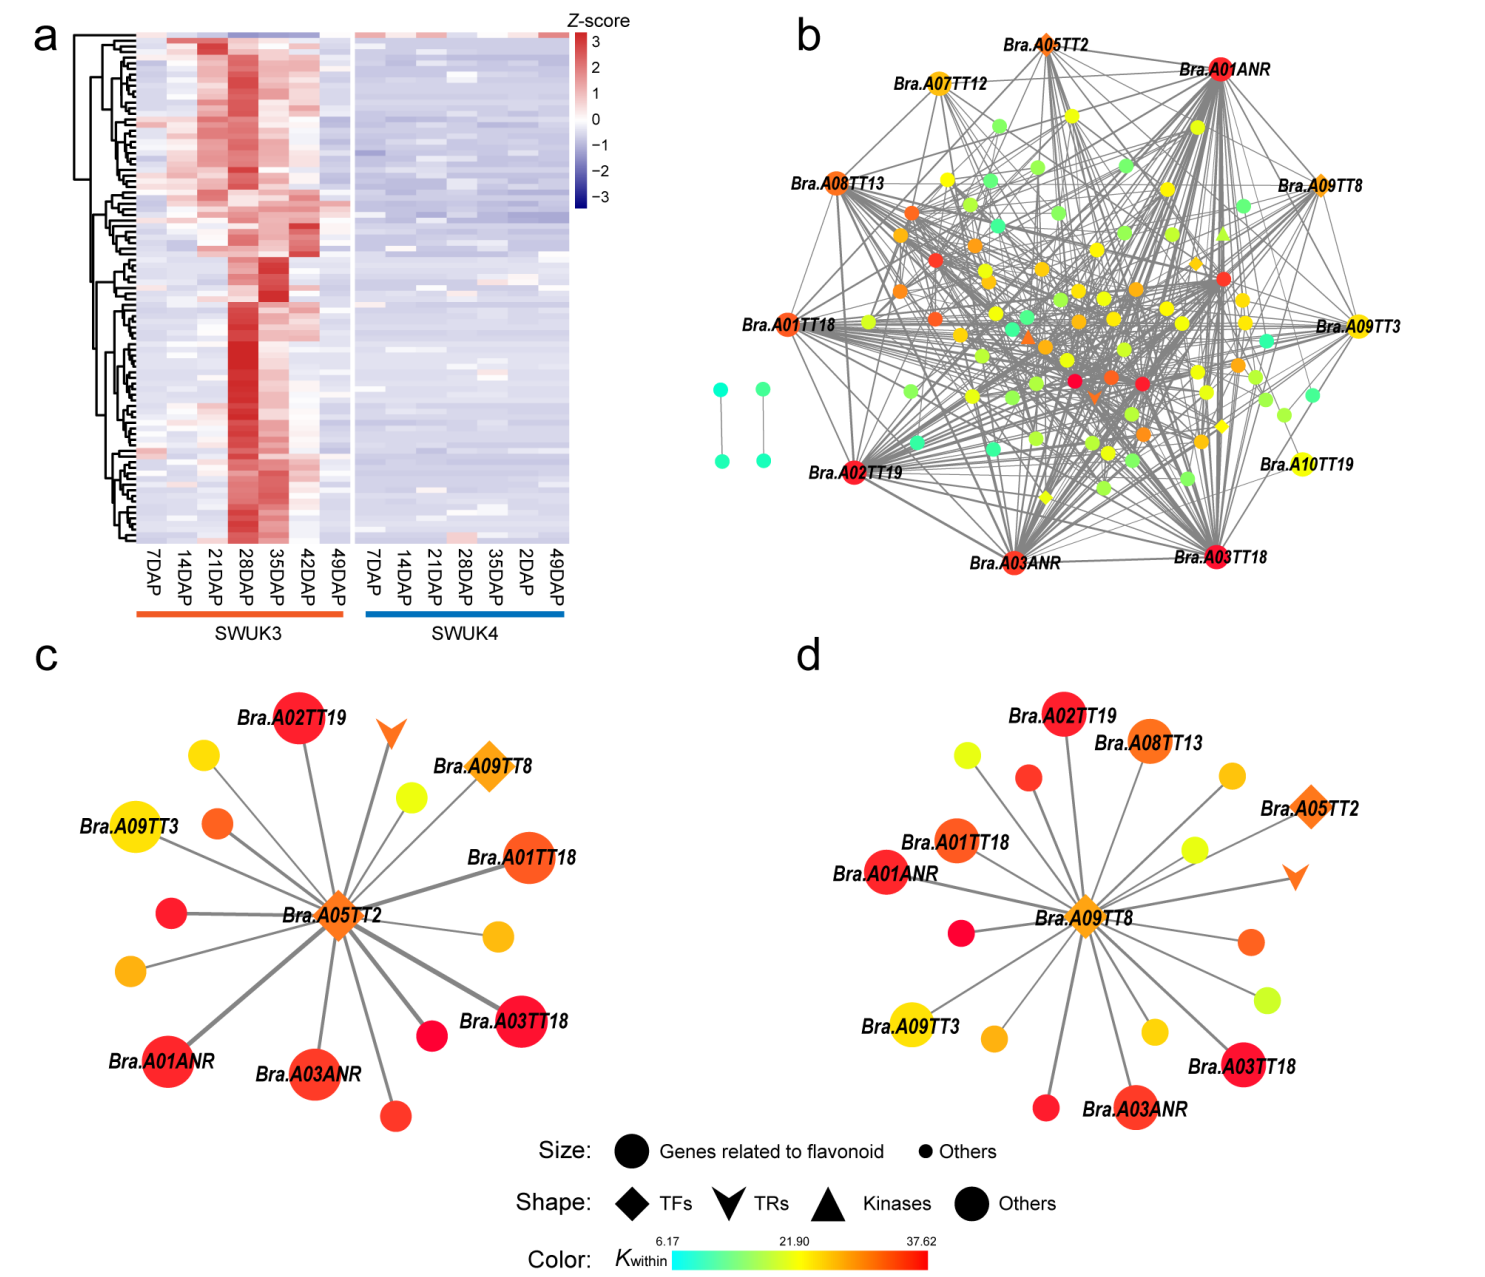 a
Z-score
3
2
1
0
−1
−2
−3
7DAP
14DAP
21DAP
28DAP
35DAP
42DAP
49DAP
7DAP
14DAP
21DAP
28DAP
35DAP
2DAP
49DAP
SWUK3
SWUK4
b
Bra.A05TT2
Bra.A01ANR
Bra.A07TT12
Bra.A08TT13
Bra.A09TT8
Bra.A01TT18
Bra.A09TT3
Bra.A02TT19
Bra.A10TT19
Bra.A03ANR
Bra.A03TT18
c
Bra.A02TT19
Bra.A09TT8
Bra.A09TT3
Bra.A01TT18
Bra.A05TT2
Bra.A03TT18
Bra.A01ANR
Bra.A03ANR
d
Bra.A02TT19
Bra.A08TT13
Bra.A05TT2
Bra.A01TT18
Bra.A01ANR
Bra.A09TT8
Bra.A09TT3
Bra.A03TT18
Bra.A03ANR
Size: Genes related to flavonoid Others
Shape: TFs TRs Kinases Others
6.17 21.90 37.62
Color: Kwithin